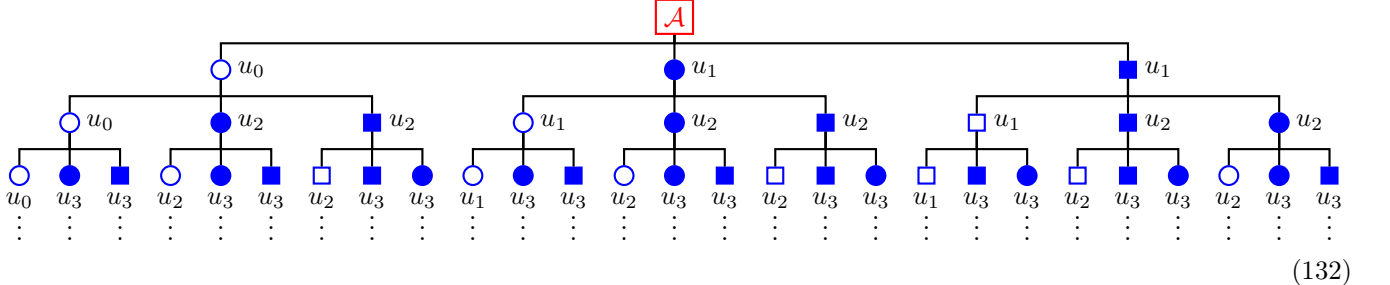 𝒜
u₀ u₁ u₁
u₀ u₂ u₂ u₁ u₂ u₂ u₁ u₂ u₂
u₀ u₃ u₃ u₂ u₃ u₃ u₂ u₃ u₃ u₁ u₃ u₃ u₂ u₃ u₃ u₂ u₃ u₃ u₁ u₃ u₃ u₂ u₃ u₃ u₂ u₃ u₃
⋮ ⋮ ⋮ ⋮ ⋮ ⋮ ⋮ ⋮ ⋮ ⋮ ⋮ ⋮ ⋮ ⋮ ⋮ ⋮ ⋮ ⋮ ⋮ ⋮ ⋮ ⋮ ⋮ ⋮ ⋮ ⋮ ⋮
(132)